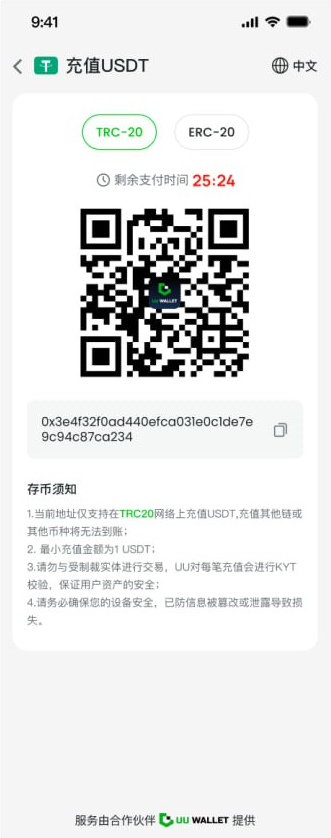 9:41
充值USDT
中文
TRC-20
ERC-20
剩余支付时间 25:24
UU WALLET
0x3e4f32f0ad440efca031e0c1de7e
9c94c87ca234
存币须知
1.当前地址仅支持在TRC20网络上充值USDT,充值其他链或
其他币种将无法到账；
2. 最小充值金额为1 USDT；
3.请勿与受制裁实体进行交易，UU对每笔充值会进行KYT
校验，保证用户资产的安全；
4.请务必确保您的设备安全，已防信息被篡改或泄露导致损
失。
服务由合作伙伴 UU WALLET 提供